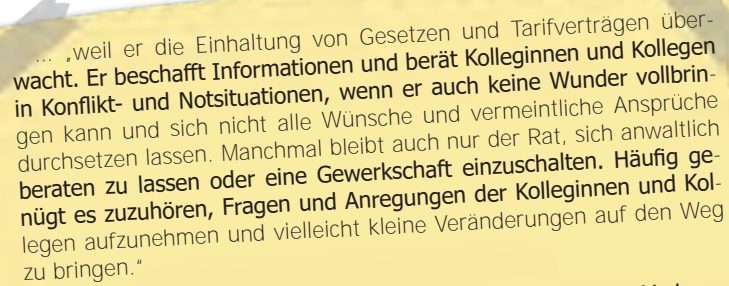 ... „weil er die Einhaltung von Gesetzen und Tarifverträgen über-
wacht. Er beschafft Informationen und berät Kolleginnen und Kollegen
in Konflikt- und Notsituationen, wenn er auch keine Wunder vollbrin-
gen kann und sich nicht alle Wünsche und vermeintliche Ansprüche
durchsetzen lassen. Manchmal bleibt auch nur der Rat, sich anwaltlich
beraten zu lassen oder eine Gewerkschaft einzuschalten. Häufig ge-
nügt es zuzuhören, Fragen und Anregungen der Kolleginnen und Kol-
legen aufzunehmen und vielleicht kleine Veränderungen auf den Weg
zu bringen.“